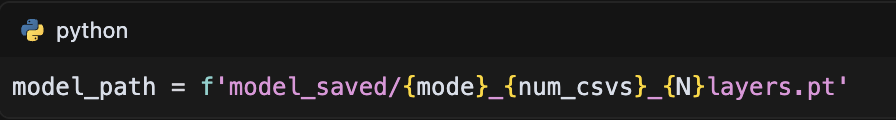 python
model_path = f'model_saved/{mode}_{num_csvs}_{N}layers.pt'